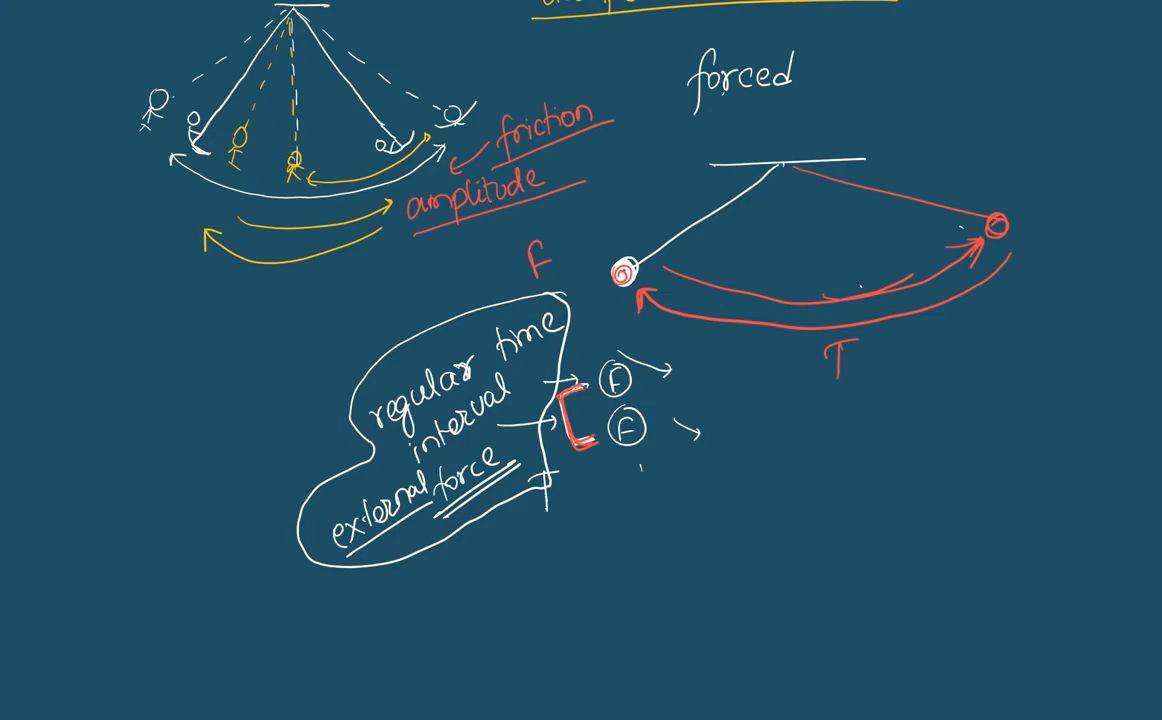 forced
friction
amplitude
F
regular time
interval
external force
F
F
T